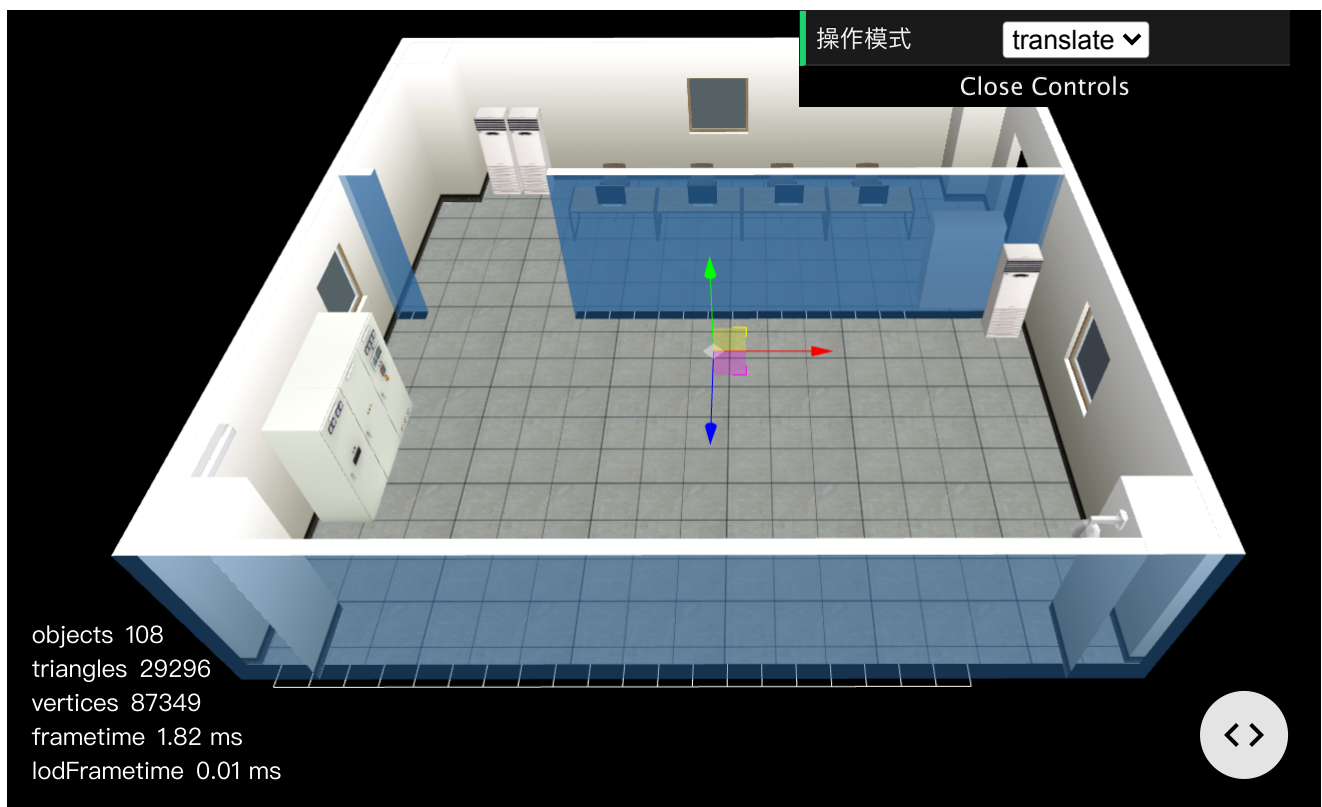 操作模式 translate
Close Controls
objects 108
triangles 29296
vertices 87349
frametime 1.82 ms
lodFrametime 0.01 ms